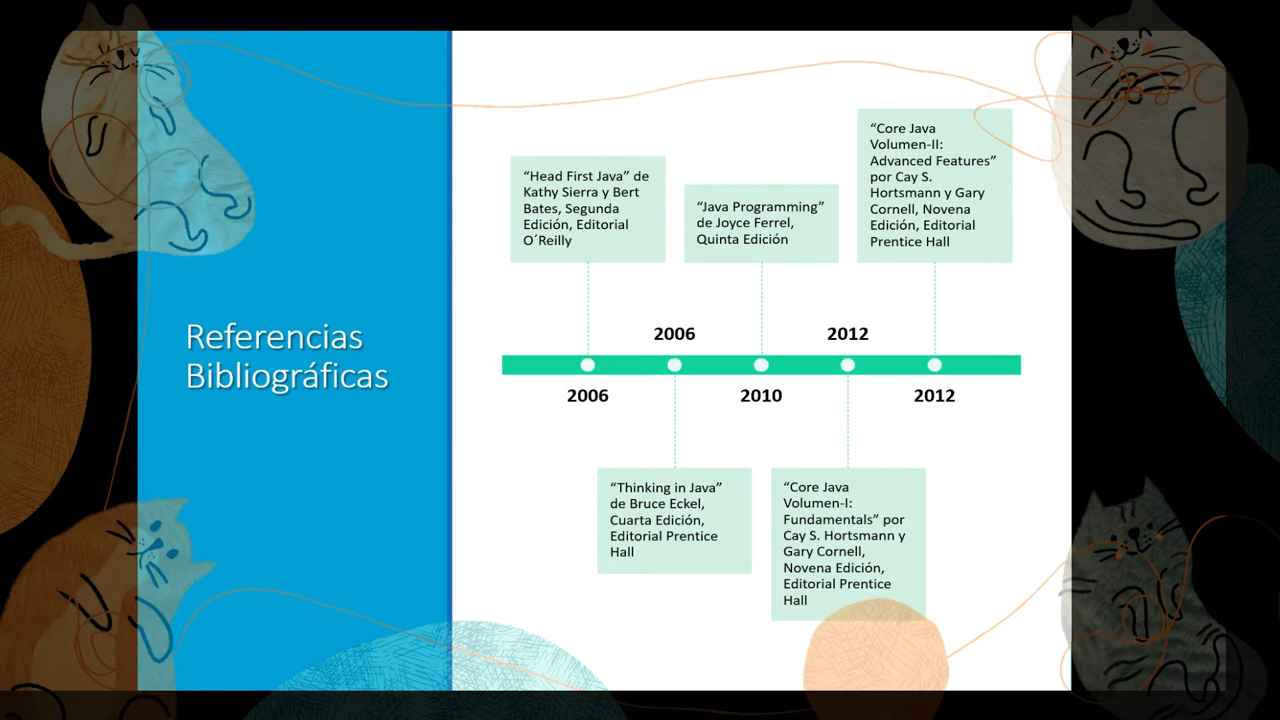 Referencias
Bibliográficas
“Head First Java” de
Kathy Sierra y Bert
Bates, Segunda
Edición, Editorial
O´Reilly
2006
“Thinking in Java”
de Bruce Eckel,
Cuarta Edición,
Editorial Prentice
Hall
2006
“Java Programming”
de Joyce Ferrel,
Quinta Edición
2010
“Core Java
Volumen-I:
Fundamentals” por
Cay S. Hortsmann y
Gary Cornell,
Novena Edición,
Editorial Prentice
Hall
2012
“Core Java
Volumen-II:
Advanced Features”
por Cay S.
Hortsmann y Gary
Cornell, Novena
Edición, Editorial
Prentice Hall
2012